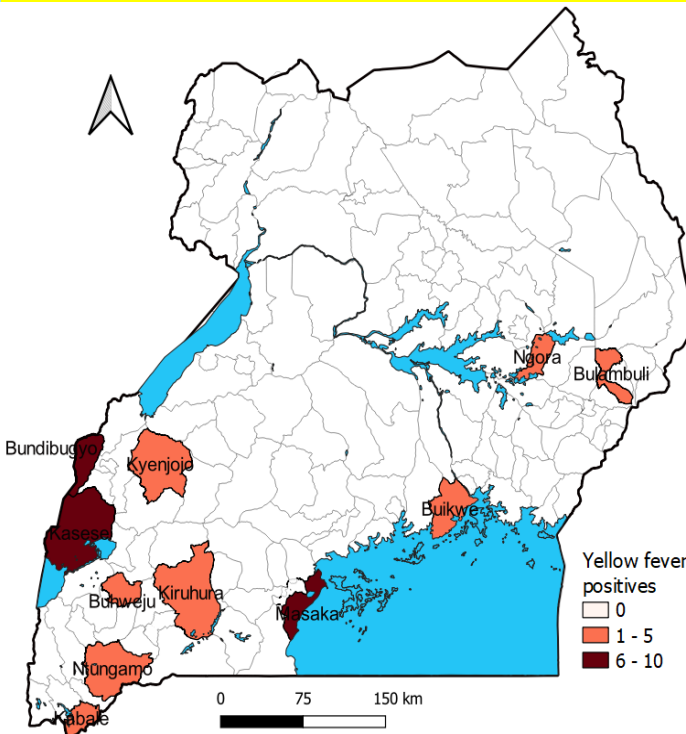 Ngora
Bulambuli
Bundibugyo
Kyenjojo
Buikwe
Kasese
Buhweju
Kiruhura
Masaka
Ntungamo
Kabale
Yellow fever
positives
0
1 - 5
6 - 10
0 75 150 km